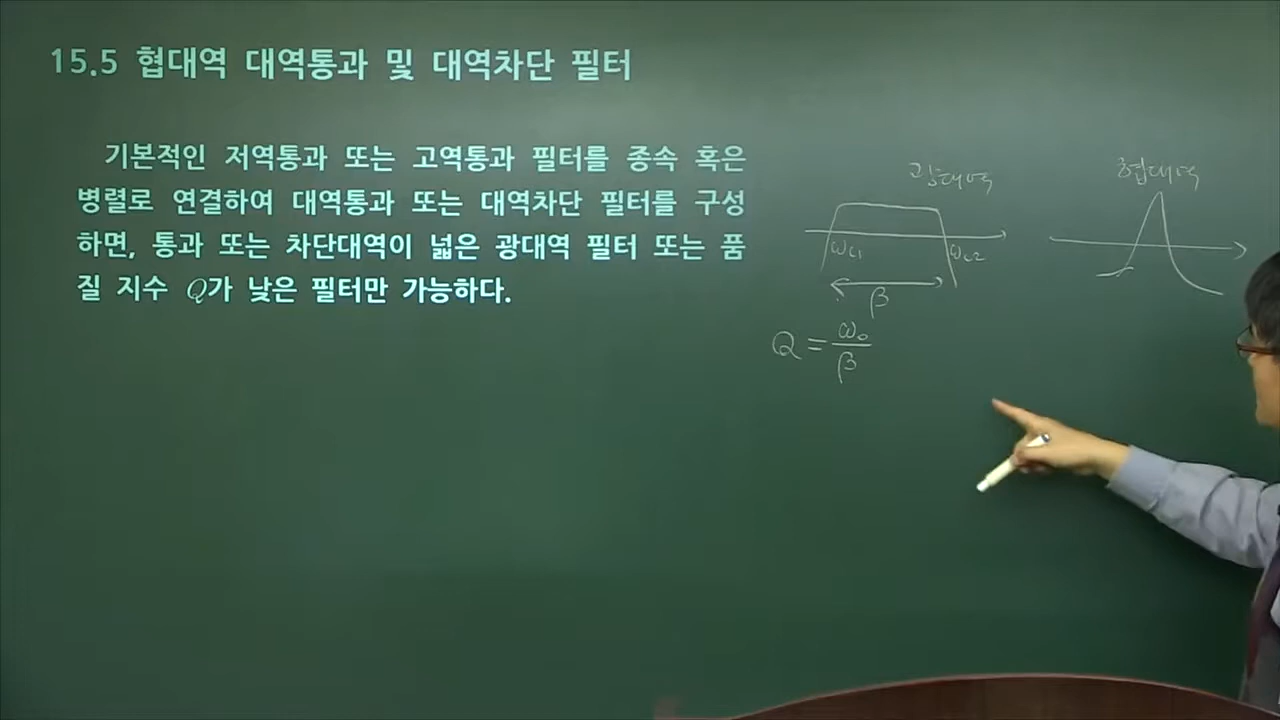 15.5 협대역 대역통과 및 대역차단 필터
기본적인 저역통과 또는 고역통과 필터를 종속 혹은
병렬로 연결하여 대역통과 또는 대역차단 필터를 구성
하면, 통과 또는 차단대역이 넓은 광대역 필터 또는 품
질 지수 Q가 낮은 필터만 가능하다.
광대역
협대역
ω_{c1} ω_{c2}
β
Q = ω₀/β